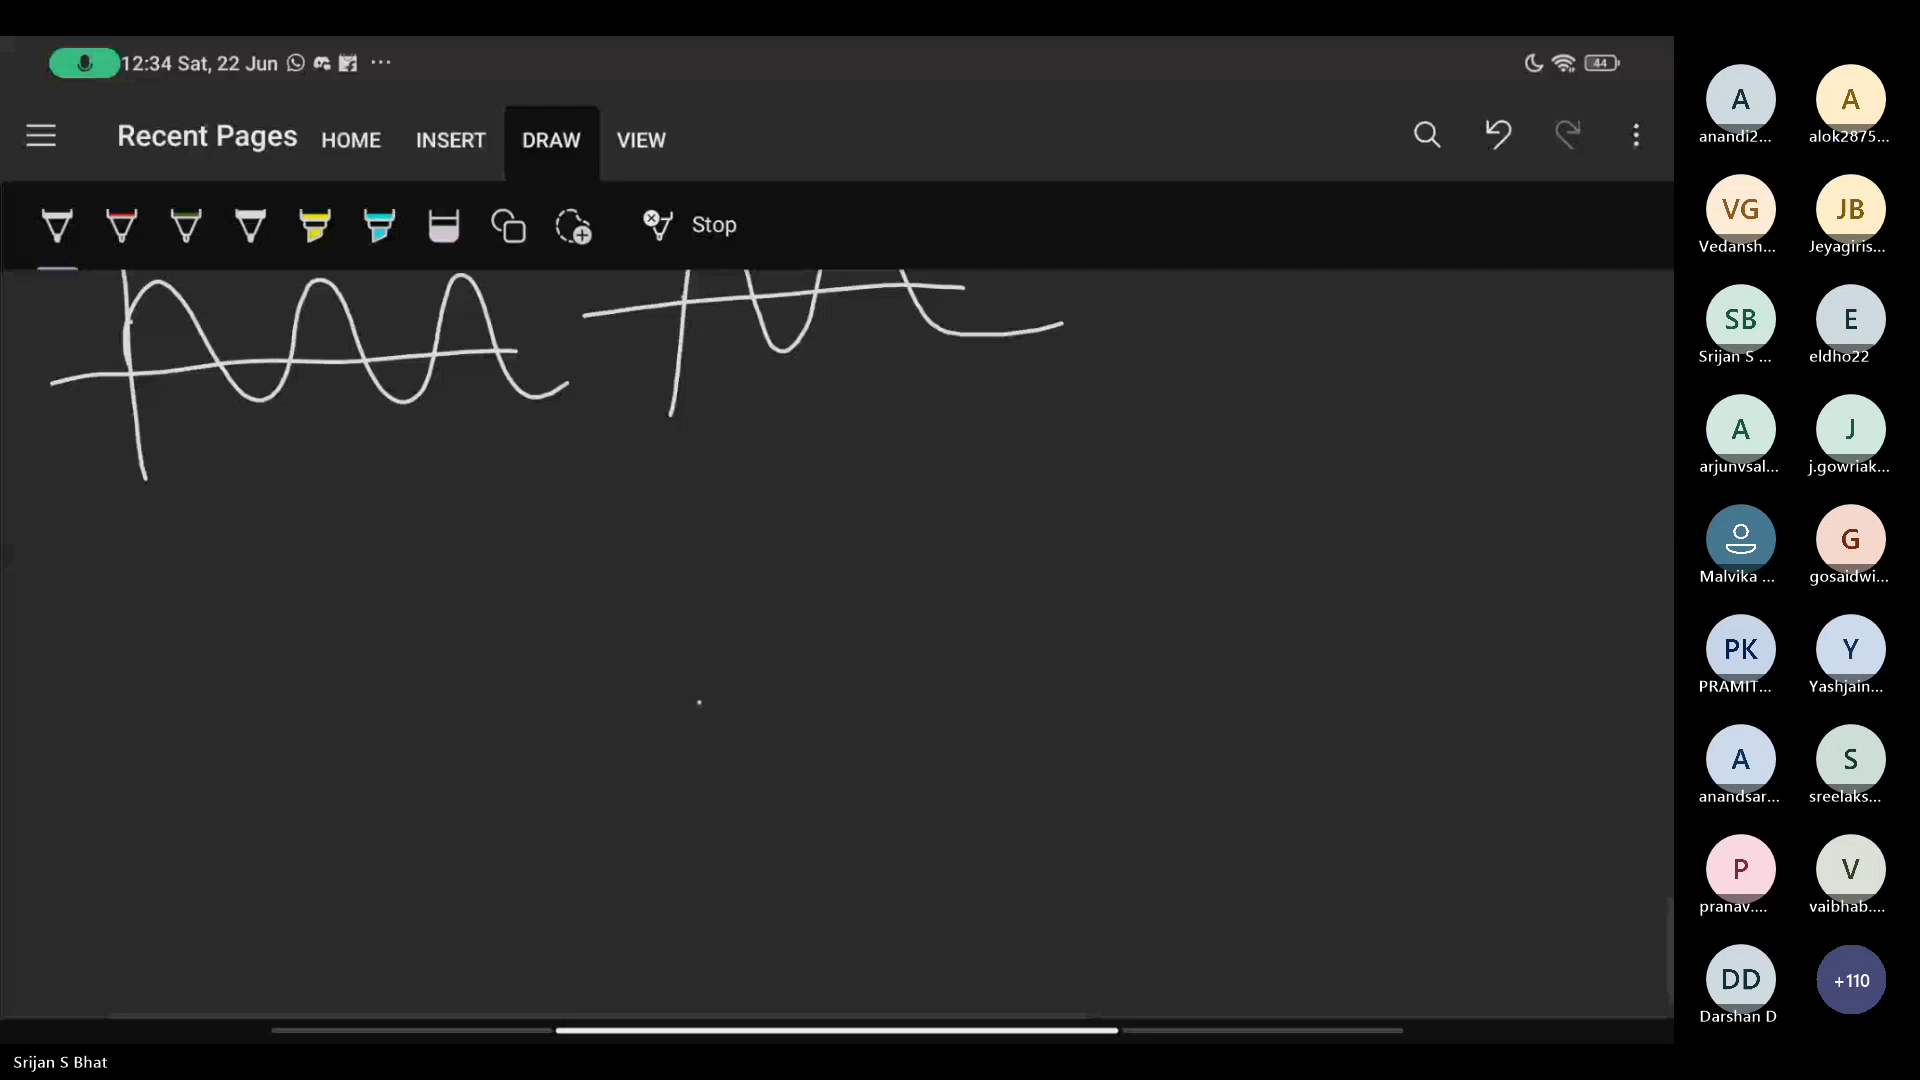 12:34 Sat, 22 Jun
44
Recent Pages HOME INSERT DRAW VIEW
Stop
A A
anandi2... alok2875...
VG JB
Vedansh... Jeyagiris...
SB E
Srijan S ... eldho22
A J
arjunvsal... j.gowriak...
G
Malvika ... gosaidwi...
PK Y
PRAMIT... Yashjain...
A S
anandsar... sreelaks...
P V
pranav.... vaibhab....
DD +110
Darshan D
Srijan S Bhat